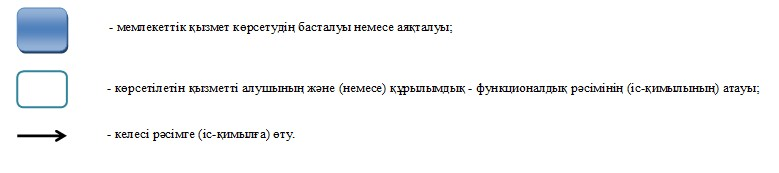 - мемлекеттік қызмет көрсетудің басталуы немесе аяқталуы;
- көрсетілетін қызметті алушының және (немесе) құрылымдық - функционалдық рәсімінің (іс-қимылының) атауы;
- келесі рәсімге (іс-қимылға) өту.